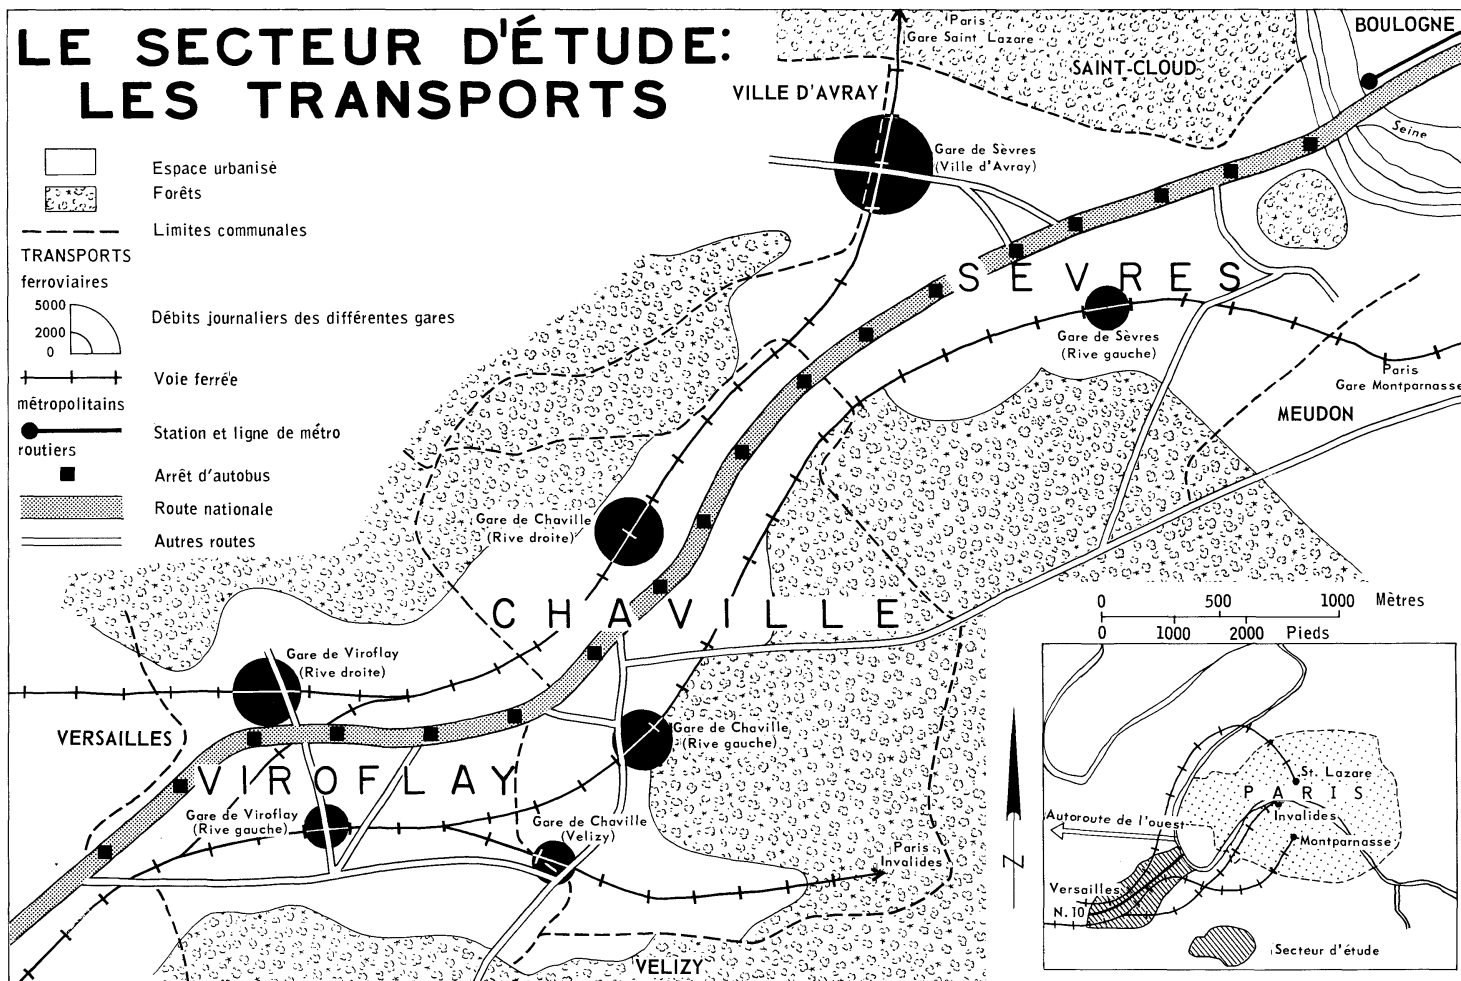 LE SECTEUR D'ÉTUDE:
LES TRANSPORTS
Espace urbanisé
Forêts
Limites communales
TRANSPORTS
ferroviaires
5000
2000
0
Débits journaliers des différentes gares
Voie ferrée
métropolitains
Station et ligne de métro
routiers
Arrêt d'autobus
Route nationale
Autres routes
Paris
Gare Saint Lazare
BOULOGNE
SAINT-CLOUD
VILLE D'AVRAY
Seine
Gare de Sèvres
(Ville d'Avray)
SÈVRES
Gare de Sèvres
(Rive gauche)
Paris
Gare Montparnasse
MEUDON
Gare de Chaville
(Rive droite)
CHAVILLE
Gare de Viroflay
(Rive droite)
VERSAILLES
Gare de Chaville
(Rive gauche)
VIROFLAY
Gare de Viroflay
(Rive gauche)
Gare de Chaville
(Velizy)
Paris
Invalides
VELIZY
0 500 1000 Mètres
0 1000 2000 Pieds
N
St. Lazare
PARIS
Invalides
Autoroute de l'ouest
Montparnasse
Versailles
N.10
Secteur d'étude